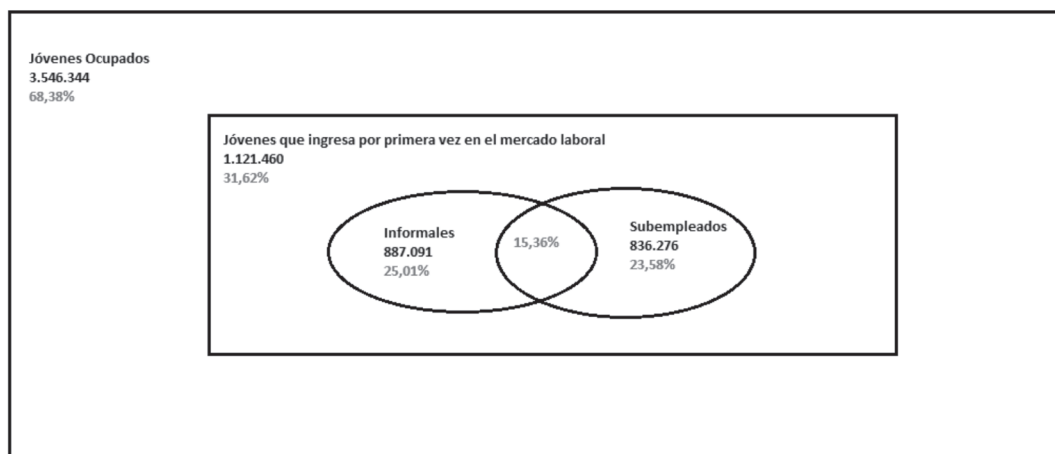 Jóvenes Ocupados
3.546.344
68,38%
Jóvenes que ingresa por primera vez en el mercado laboral
1.121.460
31,62%
Informales
887.091
25,01%
15,36%
Subempleados
836.276
23,58%